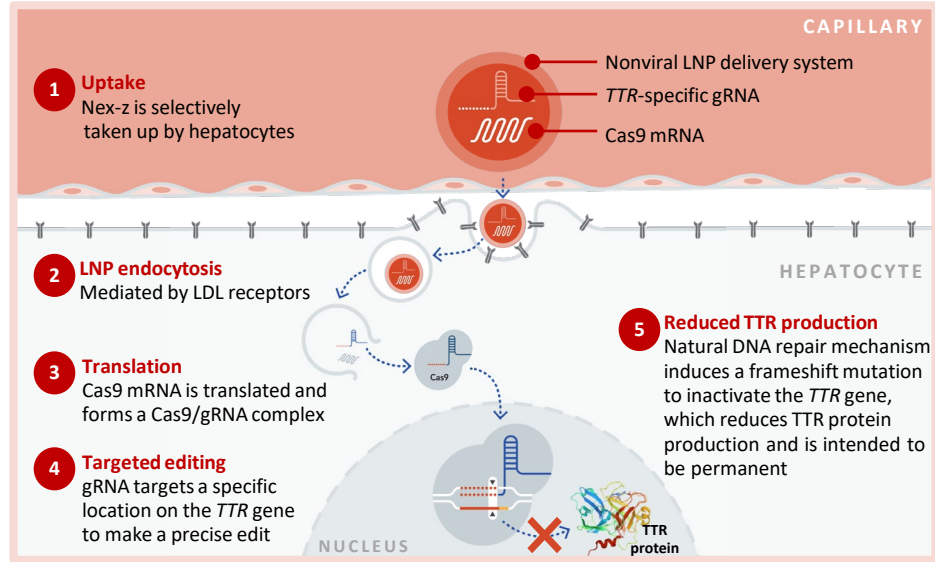 CAPILLARY
1
Uptake
Nex-z is selectively
taken up by hepatocytes
Nonviral LNP delivery system
TTR-specific gRNA
Cas9 mRNA
2
LNP endocytosis
Mediated by LDL receptors
HEPATOCYTE
3
Translation
Cas9 mRNA is translated and
forms a Cas9/gRNA complex
Cas9
4
Targeted editing
gRNA targets a specific
location on the TTR gene
to make a precise edit
5
Reduced TTR production
Natural DNA repair mechanism
induces a frameshift mutation
to inactivate the TTR gene,
which reduces TTR protein
production and is intended to
be permanent
NUCLEUS
TTR
protein